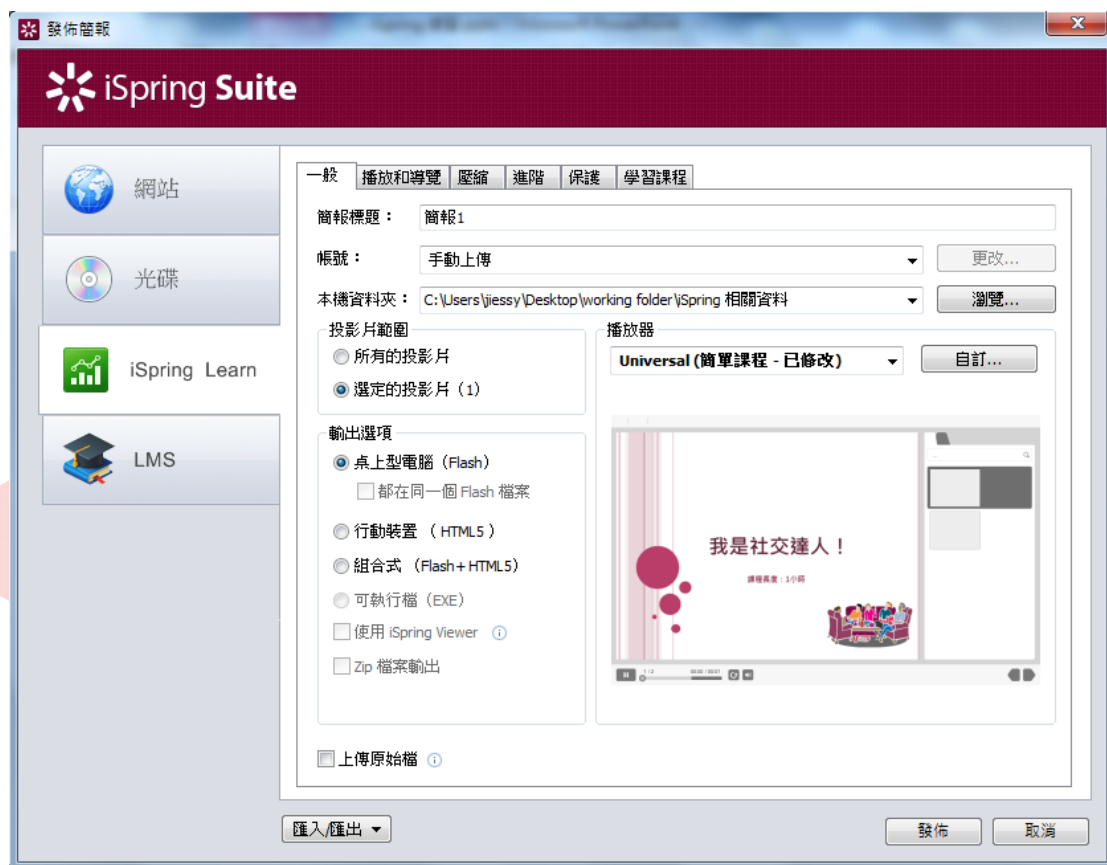 發佈簡報
iSpring Suite
網站
光碟
iSpring Learn
LMS
一般 播放和導覽 壓縮 進階 保護 學習課程
簡報標題： 簡報1
帳號： 手動上傳 更改...
本機資料夾： C:\Users\jiessy\Desktop\working folder\iSpring 相關資料 瀏覽...
投影片範圍
所有的投影片
選定的投影片（1）
輸出選項
桌上型電腦（Flash）
都在同一個 Flash 檔案
行動裝置 （ HTML5 ）
組合式 （Flash+HTML5）
可執行檔（EXE）
使用 iSpring Viewer
Zip 檔案輸出
播放器
Universal (簡單課程 - 已修改) 自訂...
我是社交達人！
課程長度：1小時
1 / 2
上傳原始檔
匯入/匯出
發佈 取消